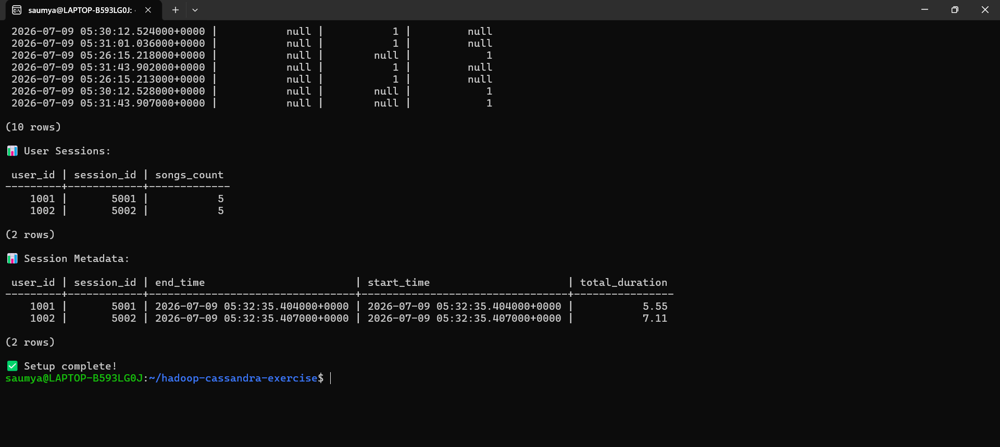 saumya@LAPTOP-B593LG0J: ~
2026-07-09 05:30:12.524000+0000 | null | 1 | null
2026-07-09 05:31:01.036000+0000 | null | 1 | null
2026-07-09 05:26:15.218000+0000 | null | null | 1
2026-07-09 05:31:43.902000+0000 | null | 1 | null
2026-07-09 05:26:15.213000+0000 | null | 1 | null
2026-07-09 05:30:12.528000+0000 | null | null | 1
2026-07-09 05:31:43.907000+0000 | null | null | 1
(10 rows)
📊 User Sessions:
user_id | session_id | songs_count
---------+------------+-------------
1001 | 5001 | 5
1002 | 5002 | 5
(2 rows)
📊 Session Metadata:
user_id | session_id | end_time | start_time | total_duration
---------+------------+---------------------------------+---------------------------------+----------------
1001 | 5001 | 2026-07-09 05:32:35.404000+0000 | 2026-07-09 05:32:35.404000+0000 | 5.55
1002 | 5002 | 2026-07-09 05:32:35.407000+0000 | 2026-07-09 05:32:35.407000+0000 | 7.11
(2 rows)
✅ Setup complete!
saumya@LAPTOP-B593LG0J:~/hadoop-cassandra-exercise$